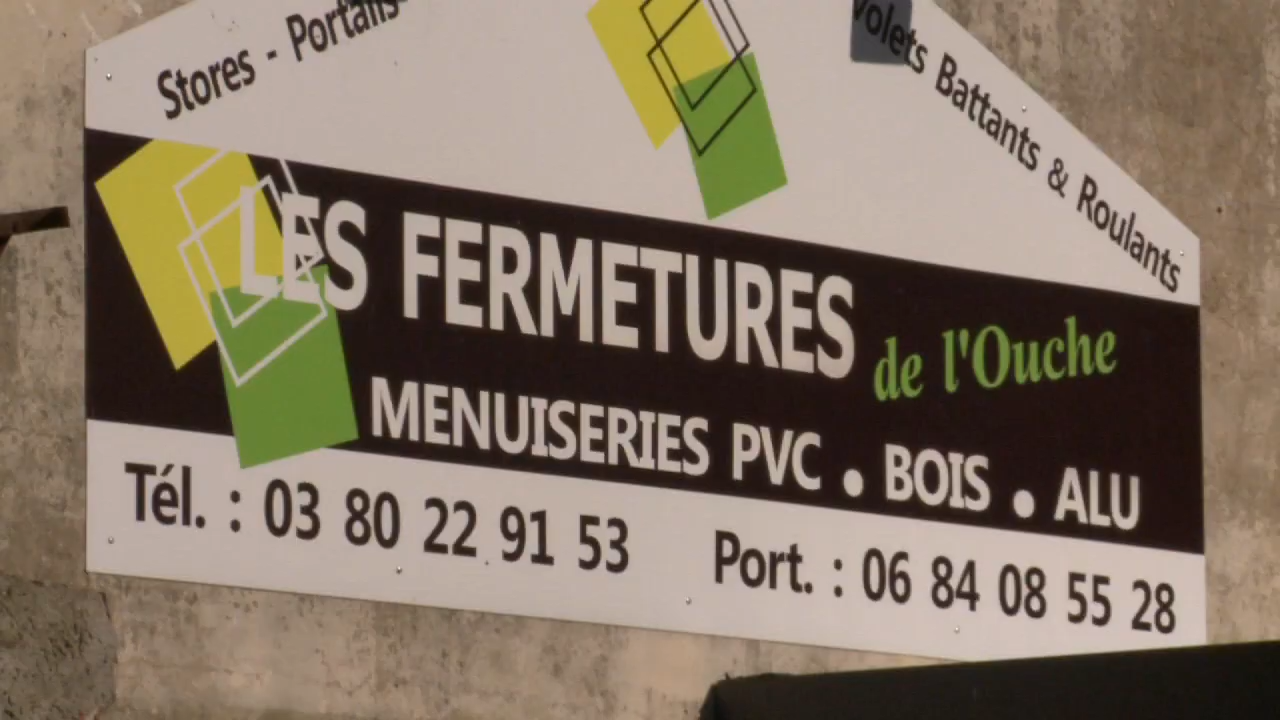 Stores - Portails
Volets Battants & Roulants
LES FERMETURES de l'Ouche
MENUISERIES PVC . BOIS . ALU
Tél. : 03 80 22 91 53 Port. : 06 84 08 55 28